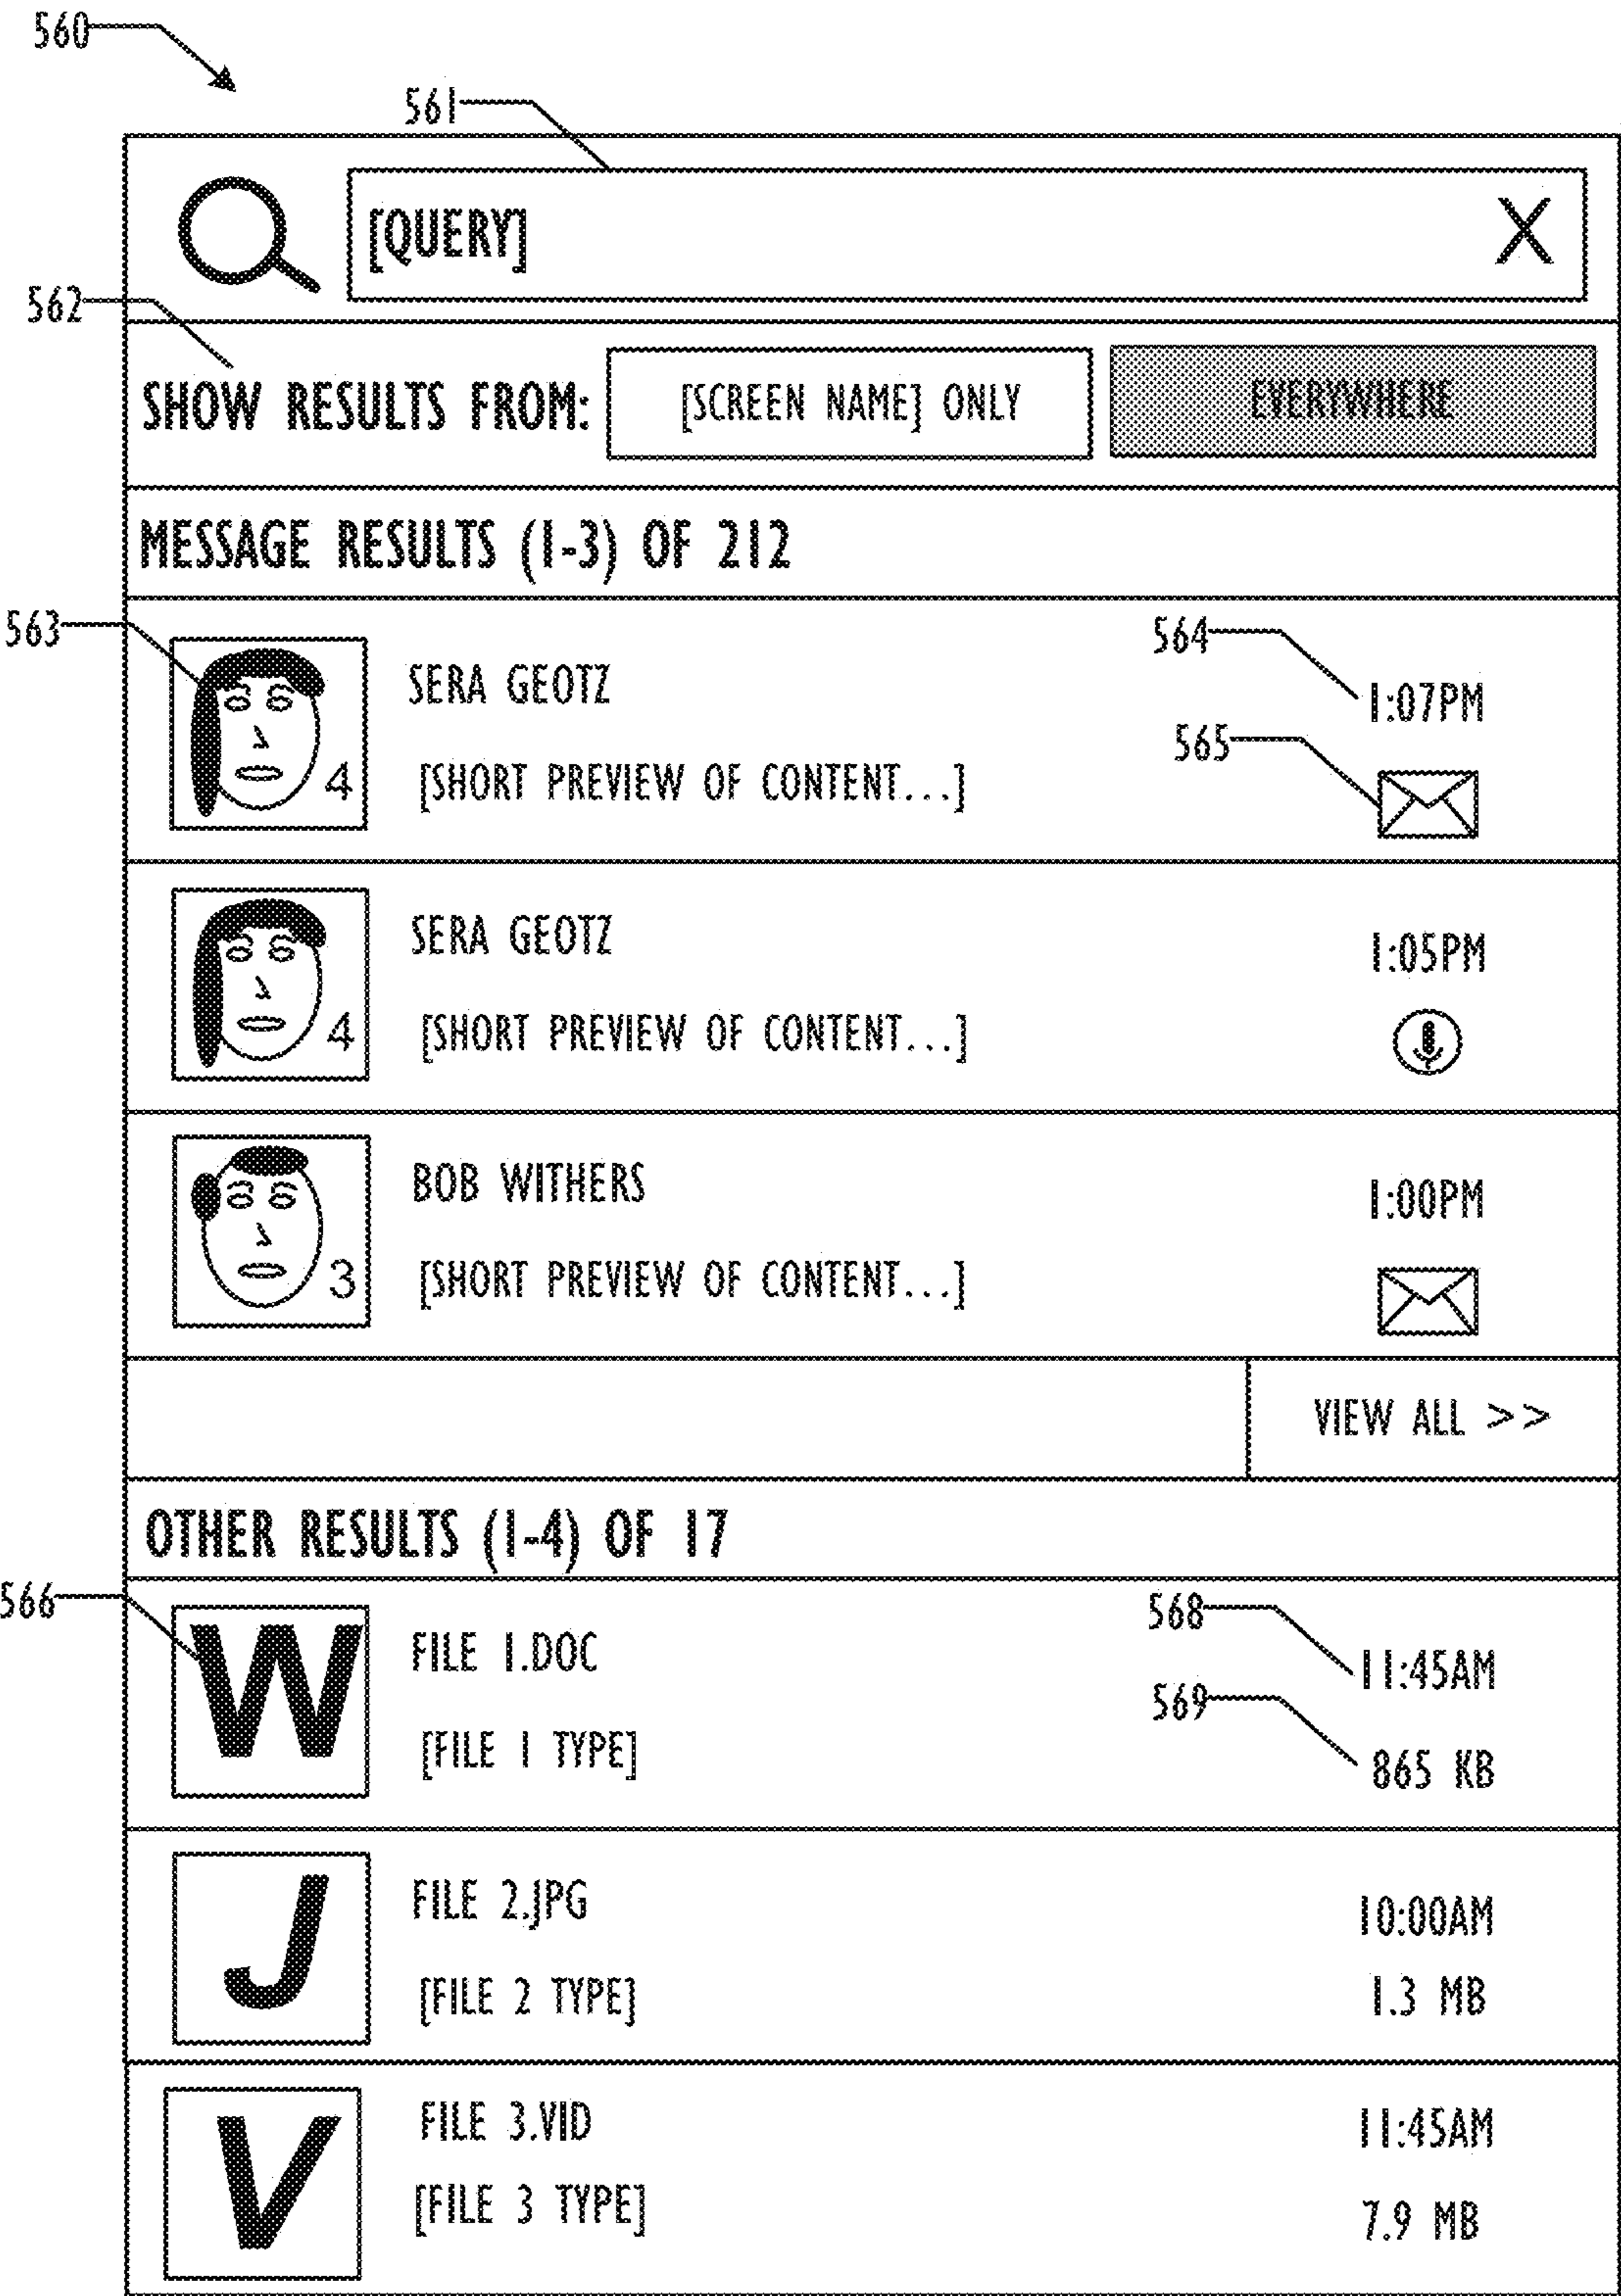 560
561
[QUERY] X
562
SHOW RESULTS FROM: [SCREEN NAME] ONLY EVERYWHERE
MESSAGE RESULTS (1-3) OF 212
563
564
SERA GEOTZ 1:07PM
565
4 [SHORT PREVIEW OF CONTENT...]
SERA GEOTZ 1:05PM
4 [SHORT PREVIEW OF CONTENT...]
BOB WITHERS 1:00PM
3 [SHORT PREVIEW OF CONTENT...]
VIEW ALL >>
OTHER RESULTS (1-4) OF 17
566
568
W FILE 1.DOC 11:45AM
569
[FILE 1 TYPE] 865 KB
J FILE 2.JPG 10:00AM
[FILE 2 TYPE] 1.3 MB
V FILE 3.VID 11:45AM
[FILE 3 TYPE] 7.9 MB